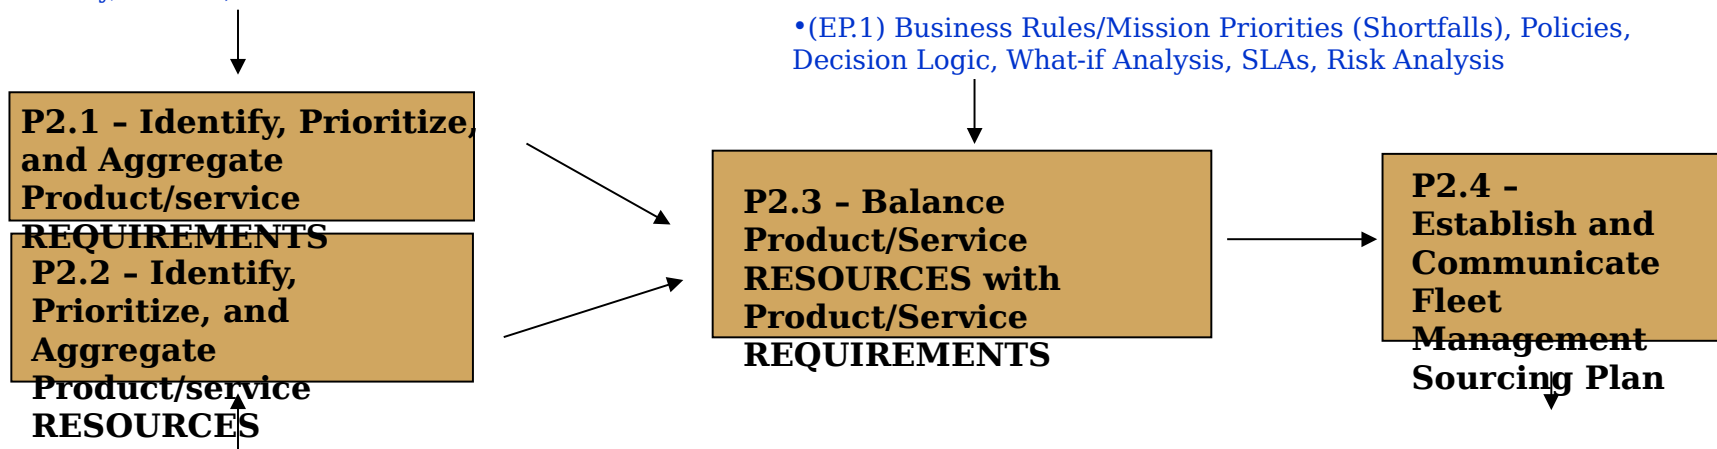 •(EP.1) Business Rules/Mission Priorities (Shortfalls), Policies,
Decision Logic, What-if Analysis, SLAs, Risk Analysis
P2.1 – Identify, Prioritize,
and Aggregate
Product/service
REQUIREMENTS
P2.2 – Identify,
Prioritize, and
Aggregate
Product/service
RESOURCES
P2.3 – Balance
Product/Service
RESOURCES with
Product/Service
REQUIREMENTS
P2.4 –
Establish and
Communicate
Fleet
Management
Sourcing Plan